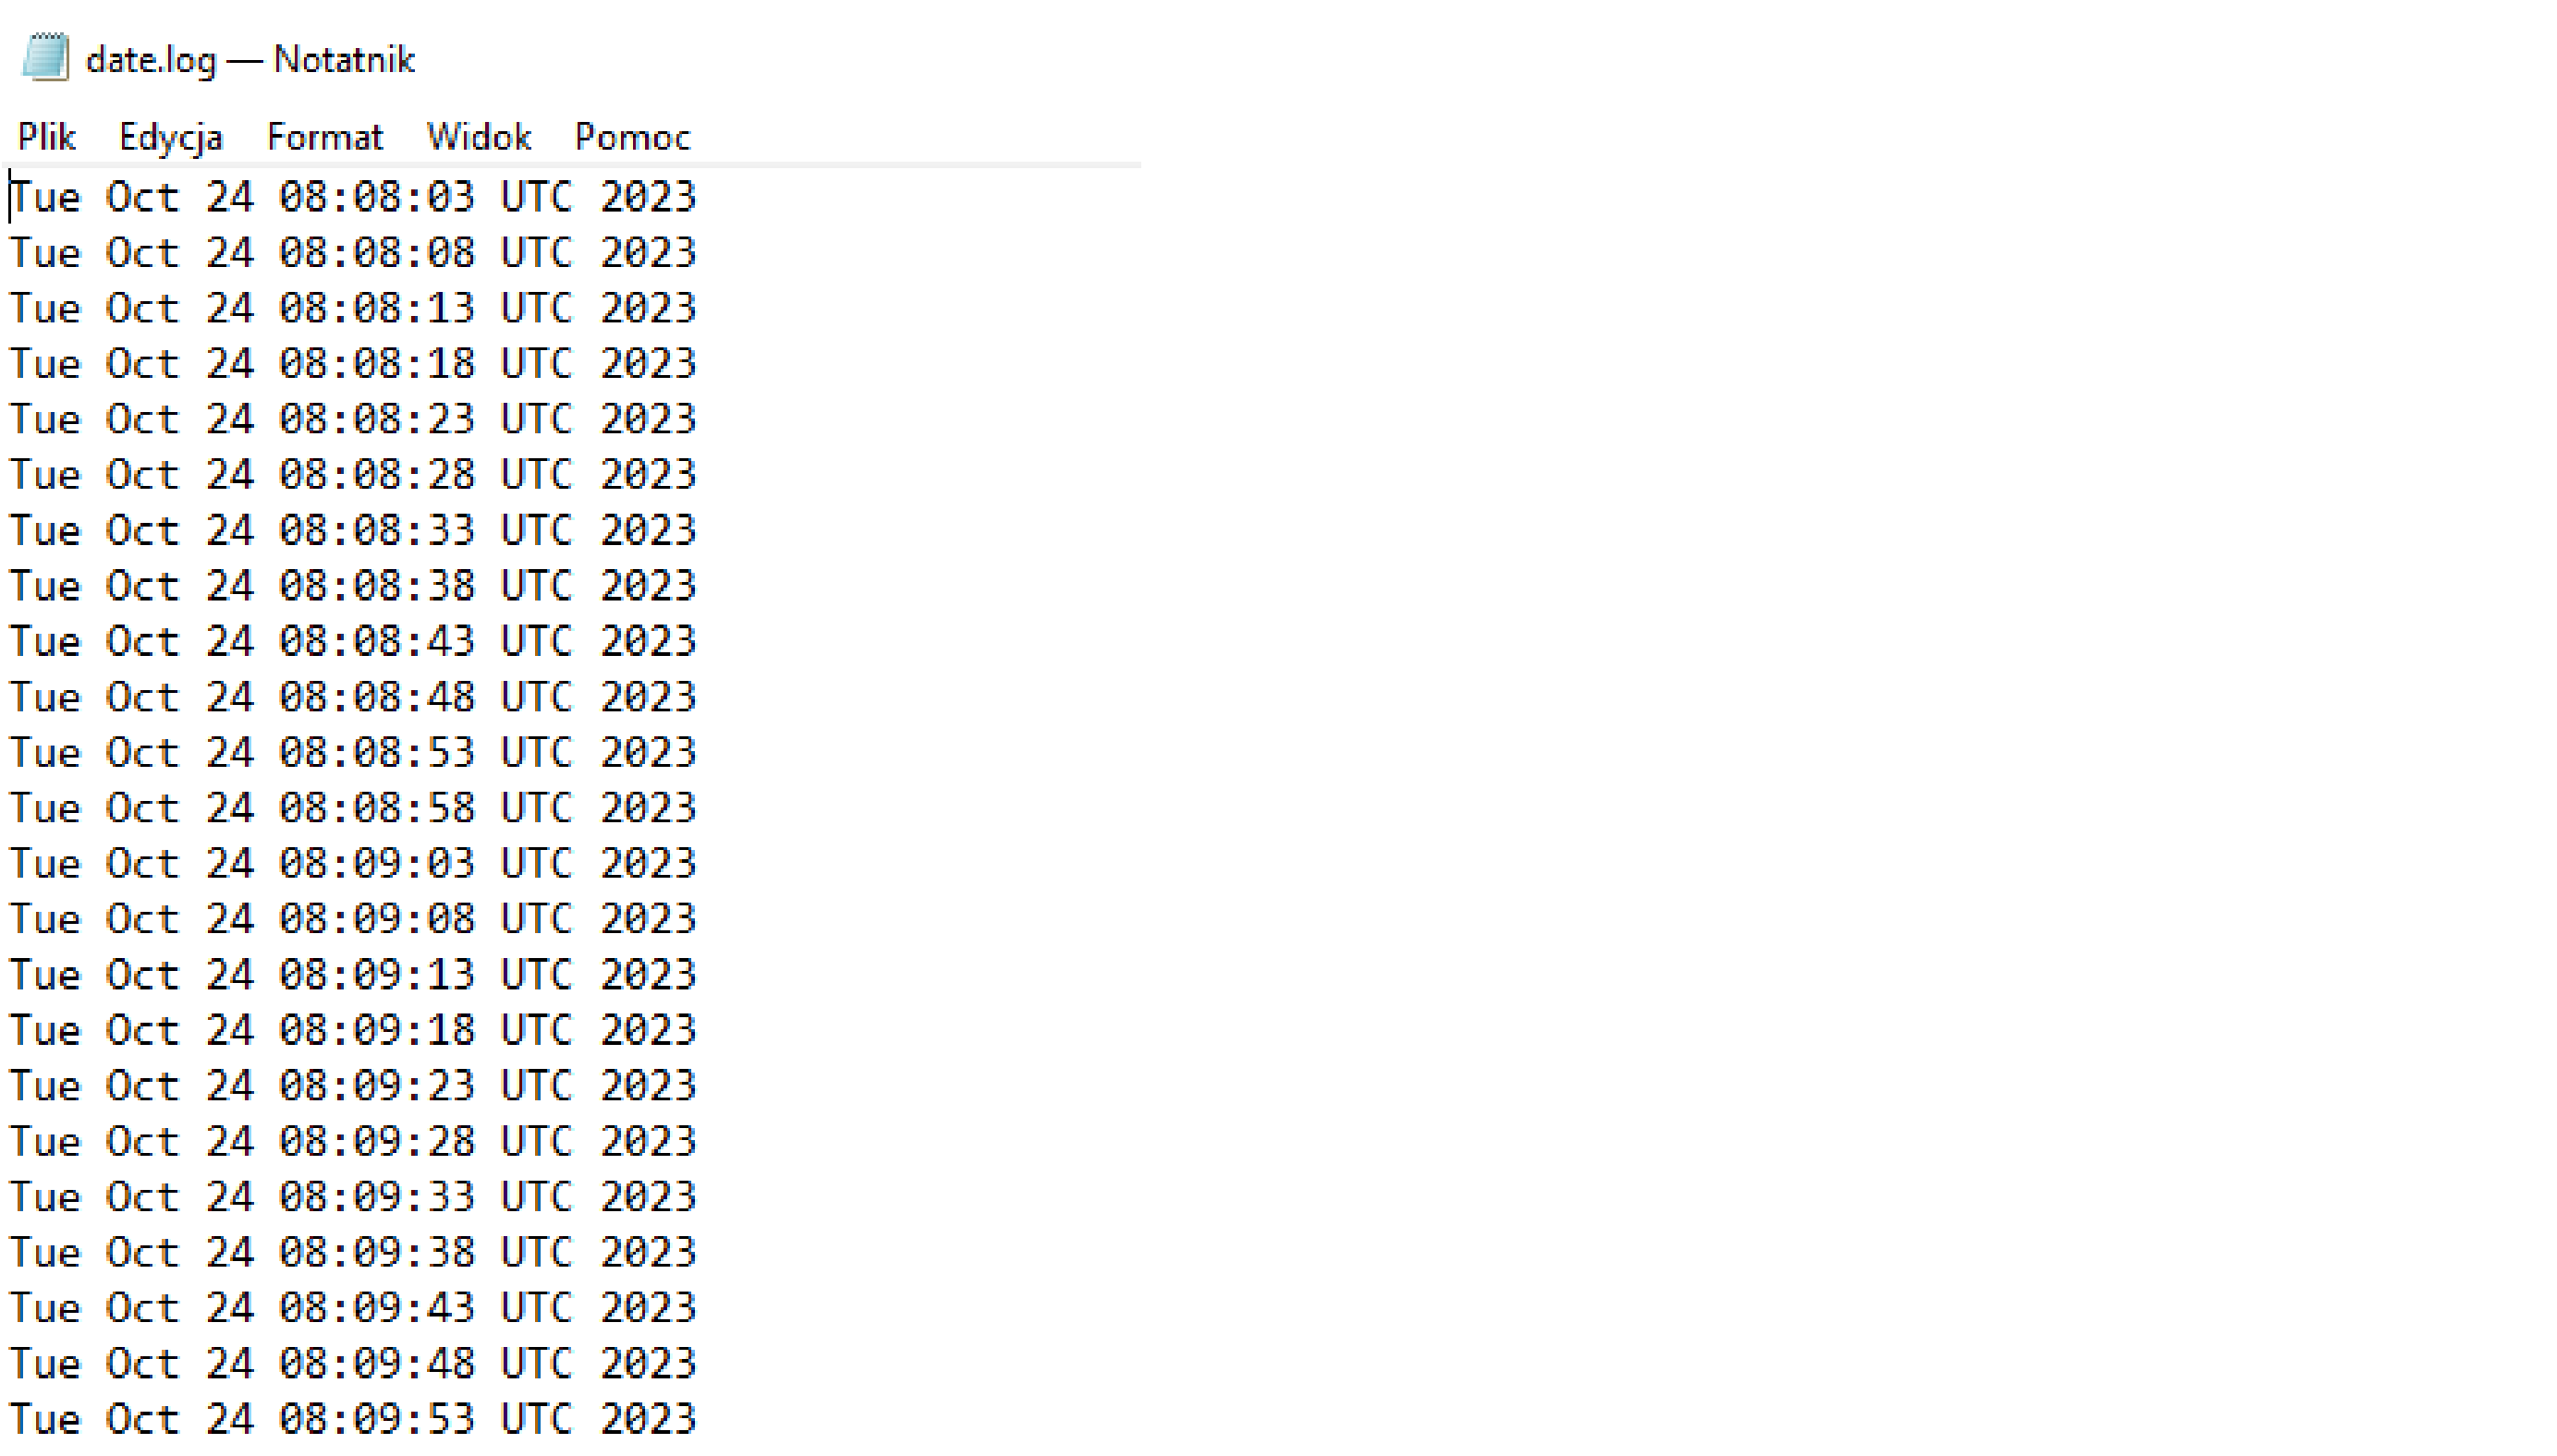 date.log — Notatnik
Plik Edycja Format Widok Pomoc
Tue Oct 24 08:08:03 UTC 2023
Tue Oct 24 08:08:08 UTC 2023
Tue Oct 24 08:08:13 UTC 2023
Tue Oct 24 08:08:18 UTC 2023
Tue Oct 24 08:08:23 UTC 2023
Tue Oct 24 08:08:28 UTC 2023
Tue Oct 24 08:08:33 UTC 2023
Tue Oct 24 08:08:38 UTC 2023
Tue Oct 24 08:08:43 UTC 2023
Tue Oct 24 08:08:48 UTC 2023
Tue Oct 24 08:08:53 UTC 2023
Tue Oct 24 08:08:58 UTC 2023
Tue Oct 24 08:09:03 UTC 2023
Tue Oct 24 08:09:08 UTC 2023
Tue Oct 24 08:09:13 UTC 2023
Tue Oct 24 08:09:18 UTC 2023
Tue Oct 24 08:09:23 UTC 2023
Tue Oct 24 08:09:28 UTC 2023
Tue Oct 24 08:09:33 UTC 2023
Tue Oct 24 08:09:38 UTC 2023
Tue Oct 24 08:09:43 UTC 2023
Tue Oct 24 08:09:48 UTC 2023
Tue Oct 24 08:09:53 UTC 2023